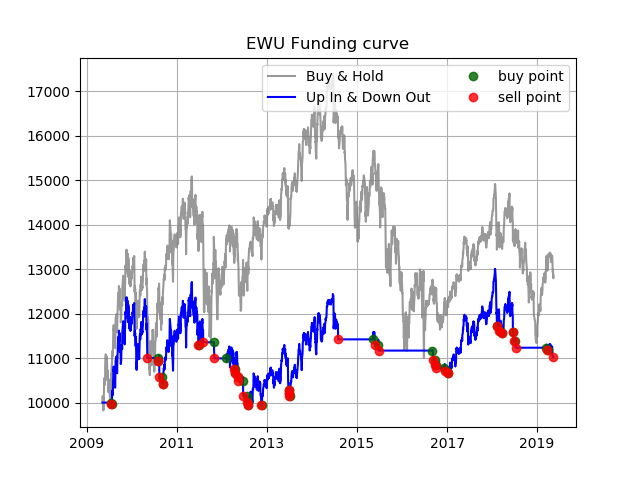 EWU Funding curve
Buy & Hold
Up In & Down Out
buy point
sell point
17000
16000
15000
14000
13000
12000
11000
10000
2009 2011 2013 2015 2017 2019